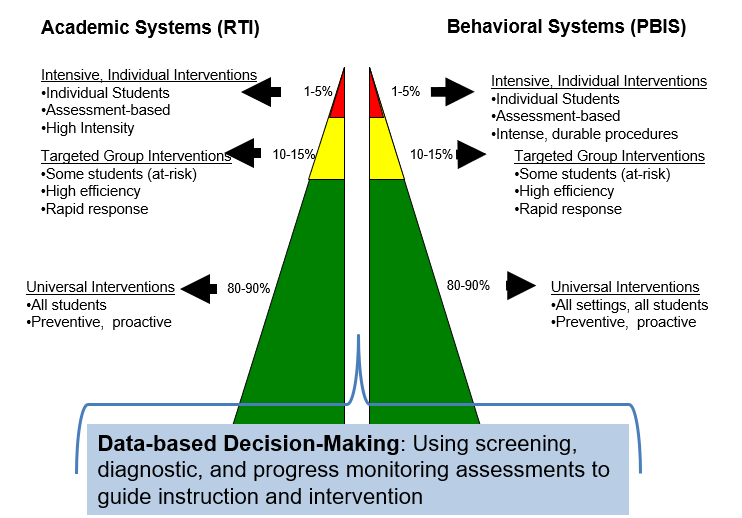 Academic Systems (RTI)
Behavioral Systems (PBIS)
Intensive, Individual Interventions
•Individual Students
•Assessment-based
•High Intensity
1-5%
1-5%
Intensive, Individual Interventions
•Individual Students
•Assessment-based
•Intense, durable procedures
Targeted Group Interventions
•Some students (at-risk)
•High efficiency
•Rapid response
10-15%
10-15%
Targeted Group Interventions
•Some students (at-risk)
•High efficiency
•Rapid response
Universal Interventions
•All students
•Preventive,  proactive
80-90%
80-90%
Universal Interventions
•All settings, all students
•Preventive,  proactive
Data-based Decision-Making: Using screening,
diagnostic, and progress monitoring assessments to
guide instruction and intervention